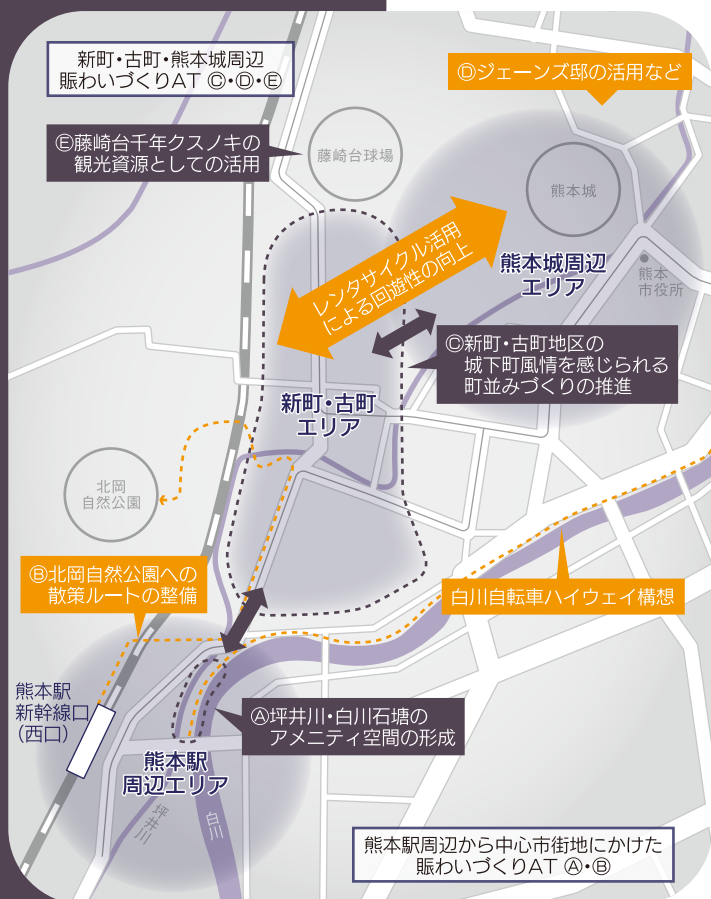 新町・古町・熊本城周辺
賑わいづくりAT Ⓒ・Ⓓ・Ⓔ
Ⓓジェーンズ邸の活用など
Ⓔ藤崎台千年クスノキの
観光資源としての活用
藤崎台球場
熊本城
レンタサイクル活用
による回遊性の向上
熊本城周辺
エリア
熊本
市役所
Ⓒ新町・古町地区の
城下町風情を感じられる
町並みづくりの推進
新町・古町
エリア
北岡
自然公園
Ⓑ北岡自然公園への
散策ルートの整備
白川自転車ハイウェイ構想
熊本駅
新幹線口
（西口）
Ⓐ坪井川・白川石塘の
アメニティ空間の形成
熊本駅
周辺エリア
坪井川
白川
熊本駅周辺から中心市街地にかけた
賑わいづくりAT Ⓐ・Ⓑ